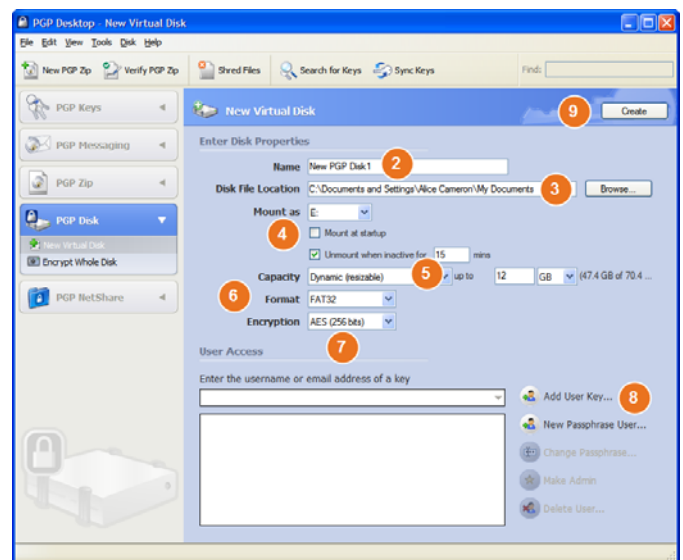 PGP Desktop - New Virtual Disk
File Edit View Tools Disk Help
New PGP Zip Verify PGP Zip Shred Files Search for Keys Sync Keys Find:
PGP Keys
New Virtual Disk 9 Create
PGP Messaging
Enter Disk Properties
Name New PGP Disk1 2
PGP Zip
Disk File Location C:\Documents and Settings\Alice Cameron\My Documents 3 Browse...
PGP Disk
Mount as E:
4 Mount at startup
New Virtual Disk
Unmount when inactive for 15 mins
Encrypt Whole Disk
Capacity Dynamic (resizable) 5 up to 12 GB (47.4 GB of 70.4 ...
PGP NetShare
6 Format FAT32
Encryption AES (256 bits)
7
User Access
Enter the username or email address of a key
Add User Key... 8
New Passphrase User...
Change Passphrase...
Make Admin
Delete User...